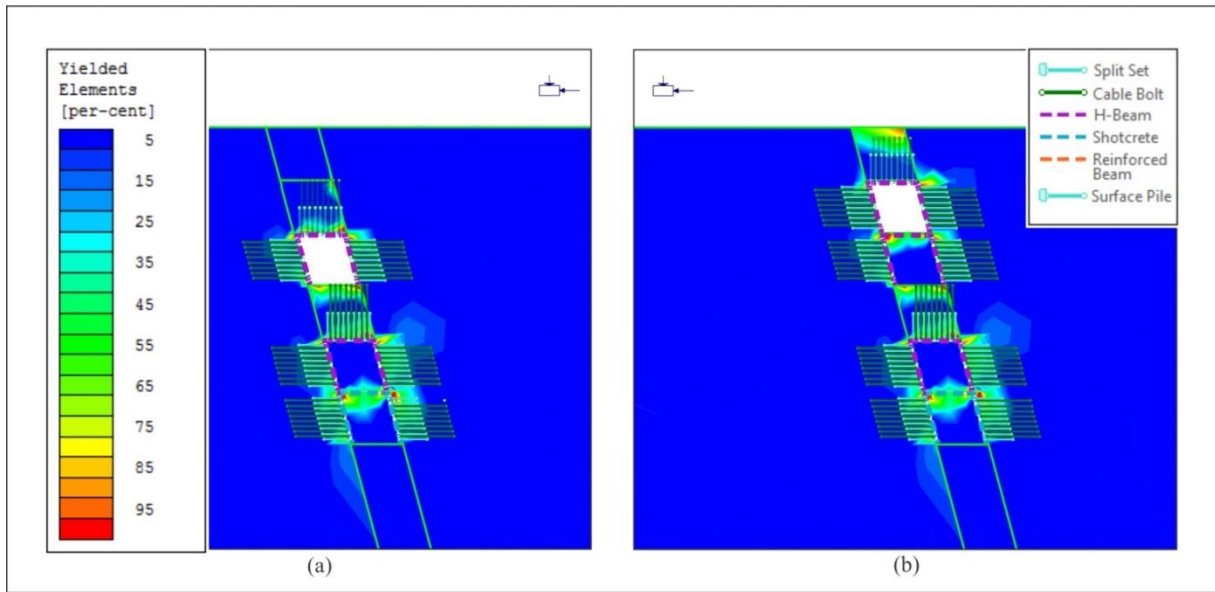 Yielded
Elements
[per-cent]
5
15
25
35
45
55
65
75
85
95
Split Set
Cable Bolt
H-Beam
Shotcrete
Reinforced
Beam
Surface Pile
(a)
(b)